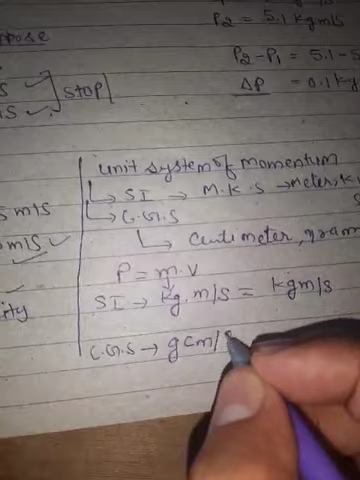 P2 = 5.1 kgm/s
P2-P1 = 5.1-5
ΔP = 0.1 kg
Stop
unit system of momentum
→ SI → M.K.S → meter, K
→ C.G.S
→ Centimeter, gram
P = m.v
SI → kg.m/s = kgm/s
C.G.S → gcm/